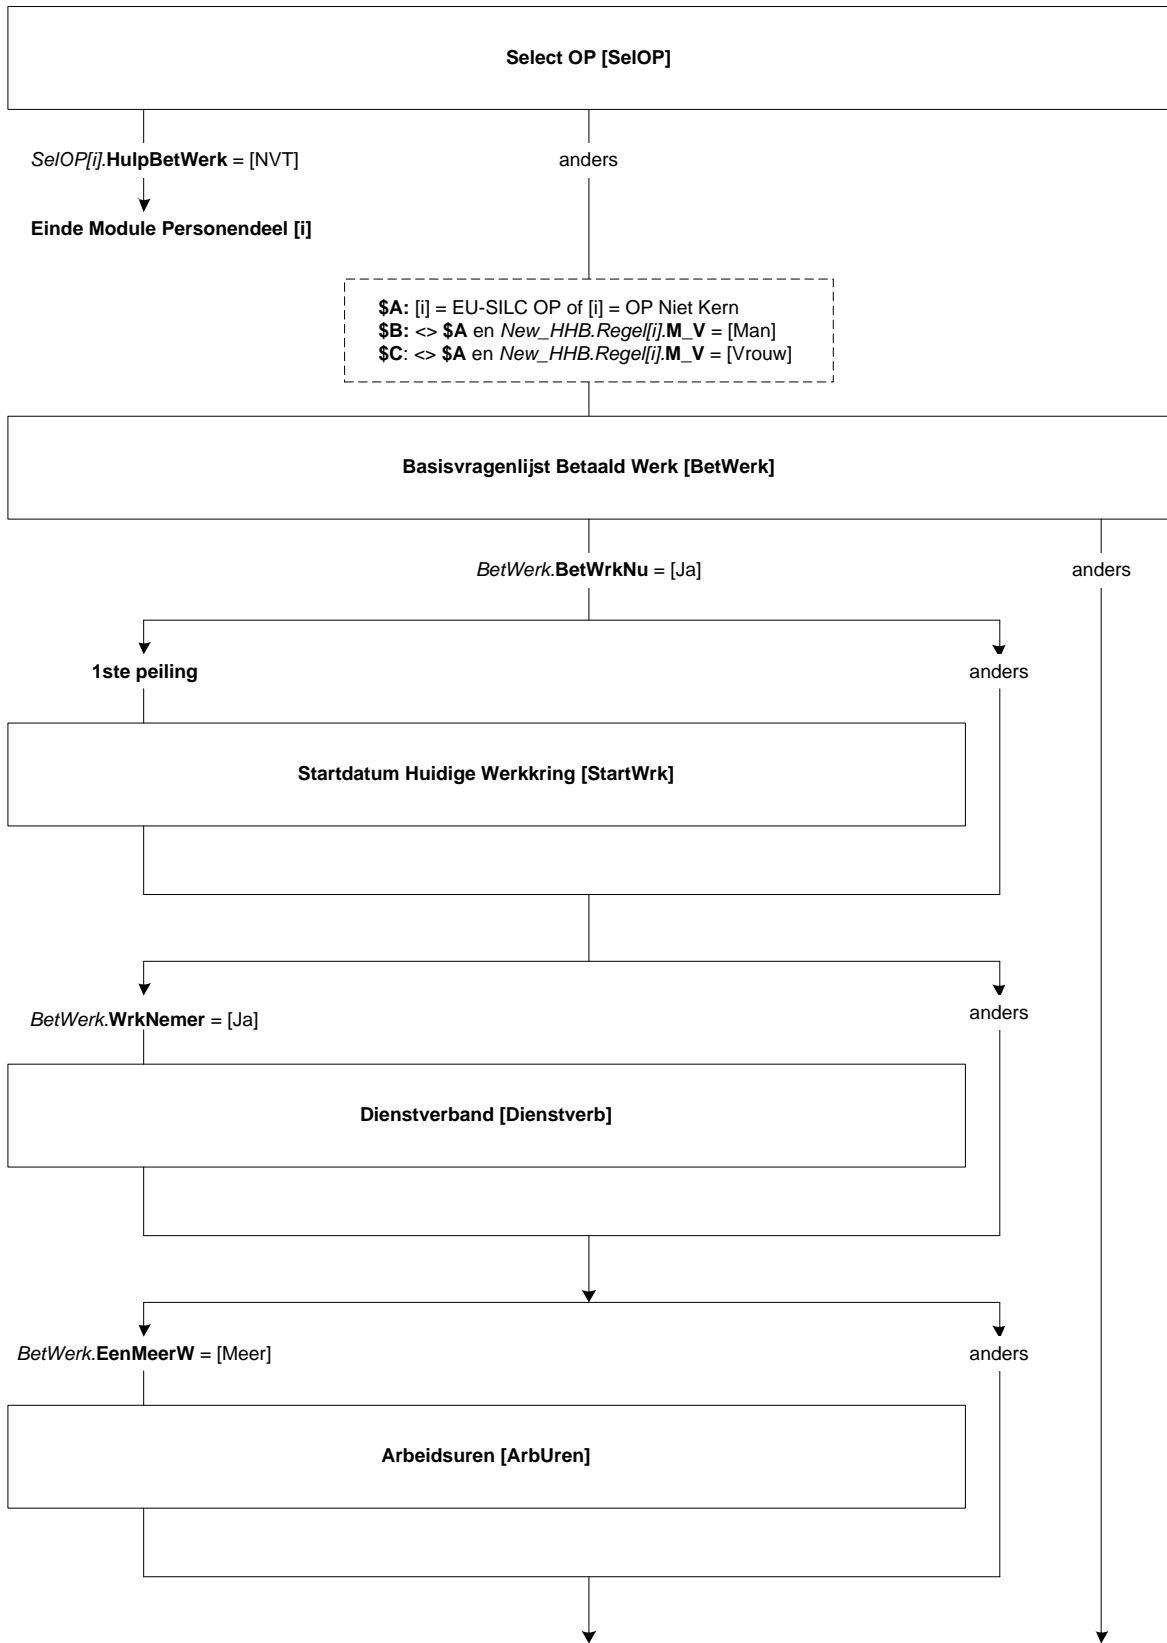 Select OP [SelOP]
SelOP[i].HulpBetWerk = [NVT]
anders
Einde Module Personendeel [i]
$A: [i] = EU-SILC OP of [i] = OP Niet Kern
$B: <> $A en New_HHB.Regel[i].M_V = [Man]
$C: <> $A en New_HHB.Regel[i].M_V = [Vrouw]
Basisvragenlijst Betaald Werk [BetWerk]
BetWerk.BetWrkNu = [Ja]
anders
1ste peiling
anders
Startdatum Huidige Werkkring [StartWrk]
BetWerk.WrkNemer = [Ja]
anders
Dienstverband [Dienstverb]
BetWerk.EenMeerW = [Meer]
anders
Arbeidsuren [ArbUren]